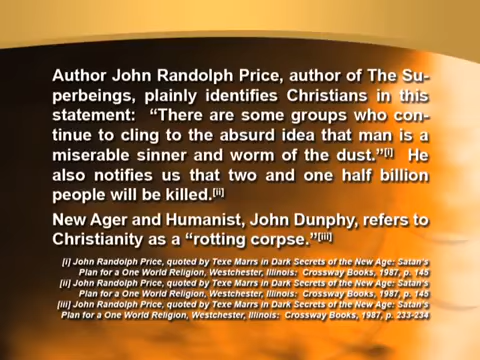 Author John Randolph Price, author of The Su-
perbeings, plainly identifies Christians in this
statement: “There are some groups who con-
tinue to cling to the absurd idea that man is a
miserable sinner and worm of the dust.”[i] He
also notifies us that two and one half billion
people will be killed.[ii]
New Ager and Humanist, John Dunphy, refers to
Christianity as a “rotting corpse.”[iii]
[i] John Randolph Price, quoted by Texe Marrs in Dark Secrets of the New Age: Satan's
Plan for a One World Religion, Westchester, Illinois: Crossway Books, 1987, p. 145
[ii] John Randolph Price, quoted by Texe Marrs in Dark Secrets of the New Age: Satan's
Plan for a One World Religion, Westchester, Illinois: Crossway Books, 1987, p. 145
[iii] John Randolph Price, quoted by Texe Marrs in Dark Secrets of the New Age: Satan's
Plan for a One World Religion, Westchester, Illinois: Crossway Books, 1987, p. 233-234